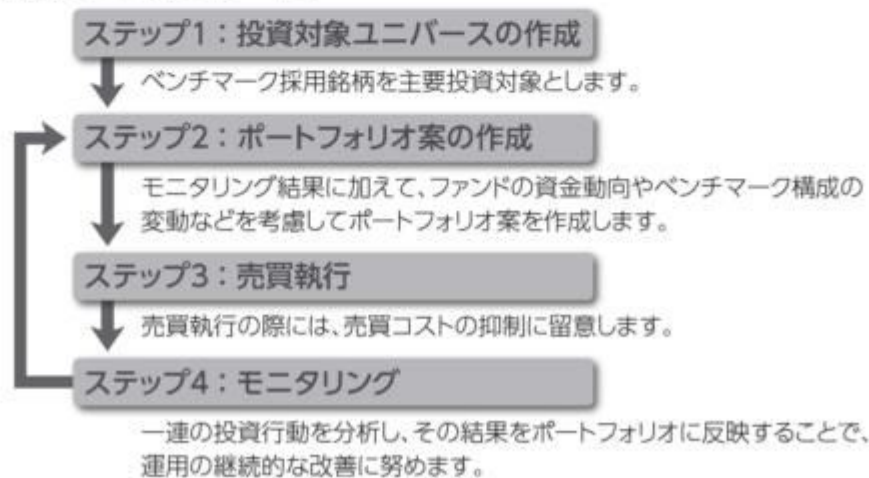 ステップ1：投資対象ユニバースの作成
ベンチマーク採用銘柄を主要投資対象とします。
ステップ2：ポートフォリオ案の作成
モニタリング結果に加えて、ファンドの資金動向やベンチマーク構成の
変動などを考慮してポートフォリオ案を作成します。
ステップ3：売買執行
売買執行の際には、売買コストの抑制に留意します。
ステップ4：モニタリング
一連の投資行動を分析し、その結果をポートフォリオに反映することで、
運用の継続的な改善に努めます。